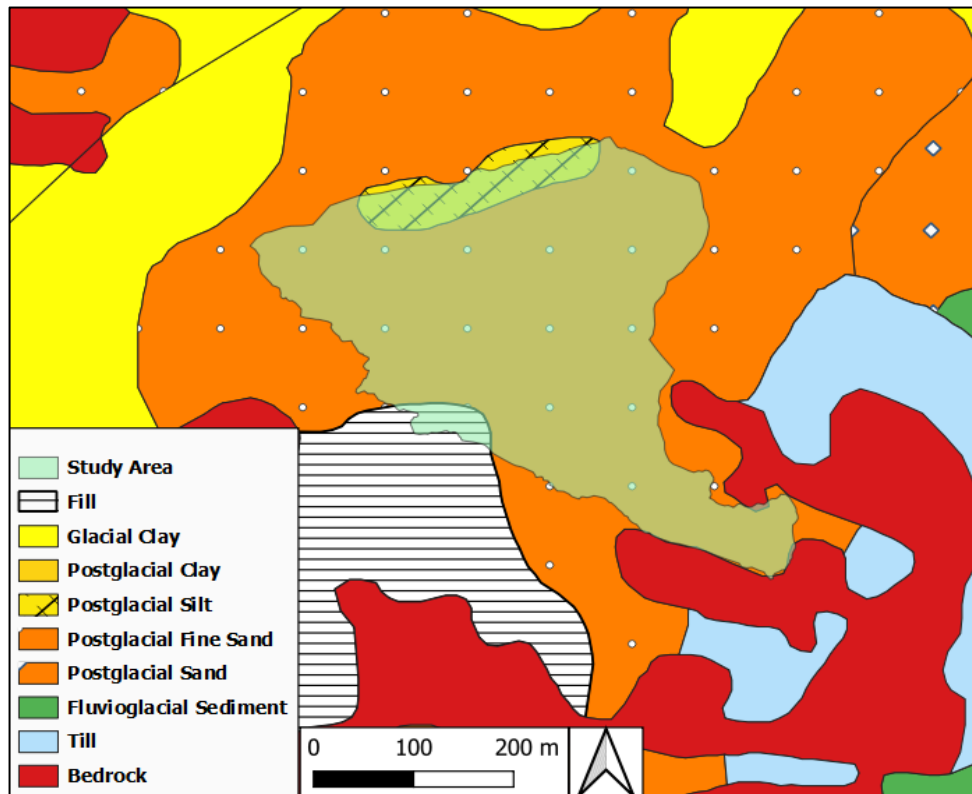 Study Area
Fill
Glacial Clay
Postglacial Clay
Postglacial Silt
Postglacial Fine Sand
Postglacial Sand
Fluvioglacial Sediment
Till
Bedrock
0 100 200 m